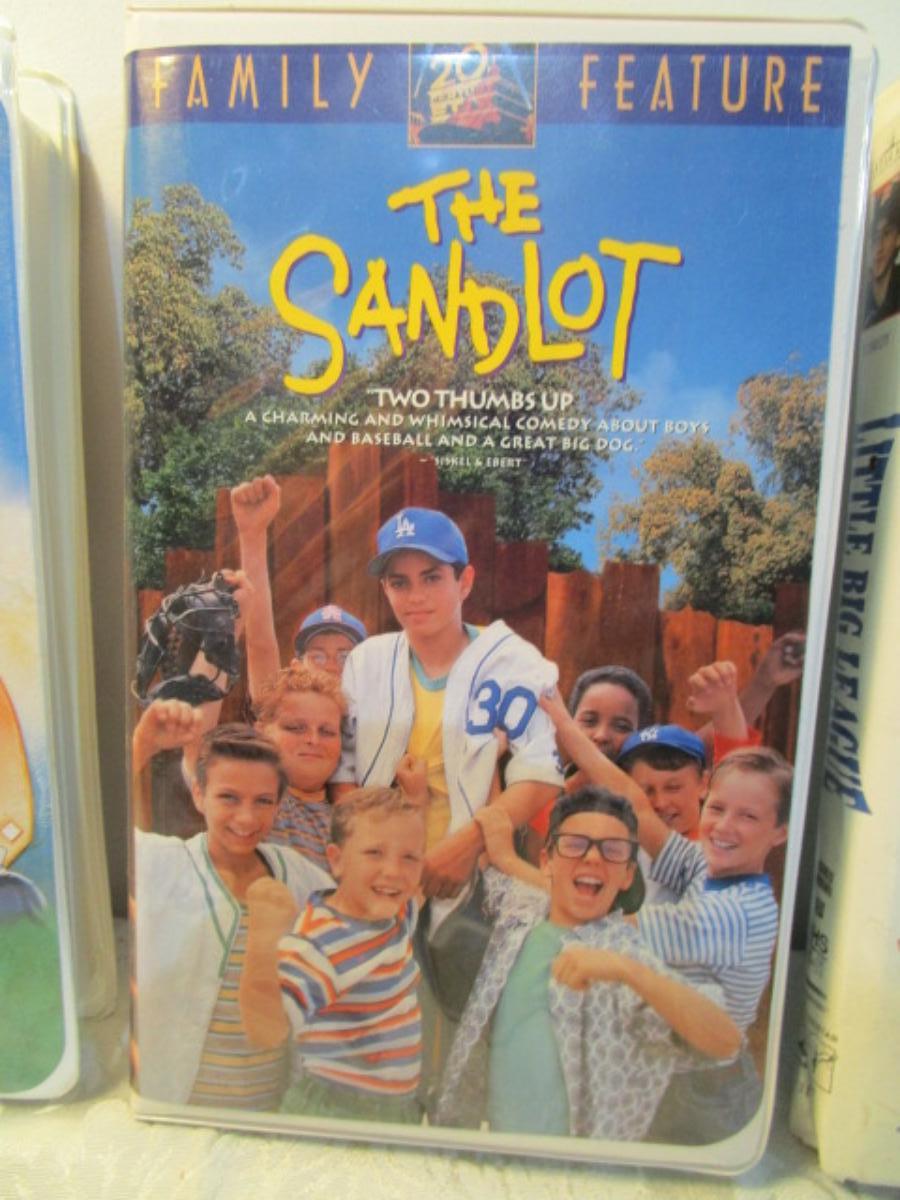 FAMILY FEATURE
20
THE
SANDLOT
"TWO THUMBS UP
A CHARMING AND WHIMSICAL COMEDY ABOUT BOYS
AND BASEBALL AND A GREAT BIG DOG."
- SISKEL & EBERT
LA
30
LITTLE BIG LEAGUE